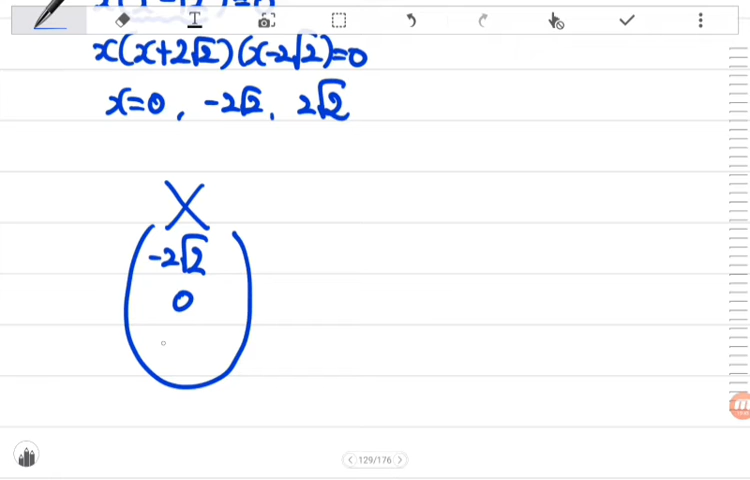 x(x+2√2)(x-2√2)=0
x=0, -2√2, 2√2
X
-2√2
0
129/176